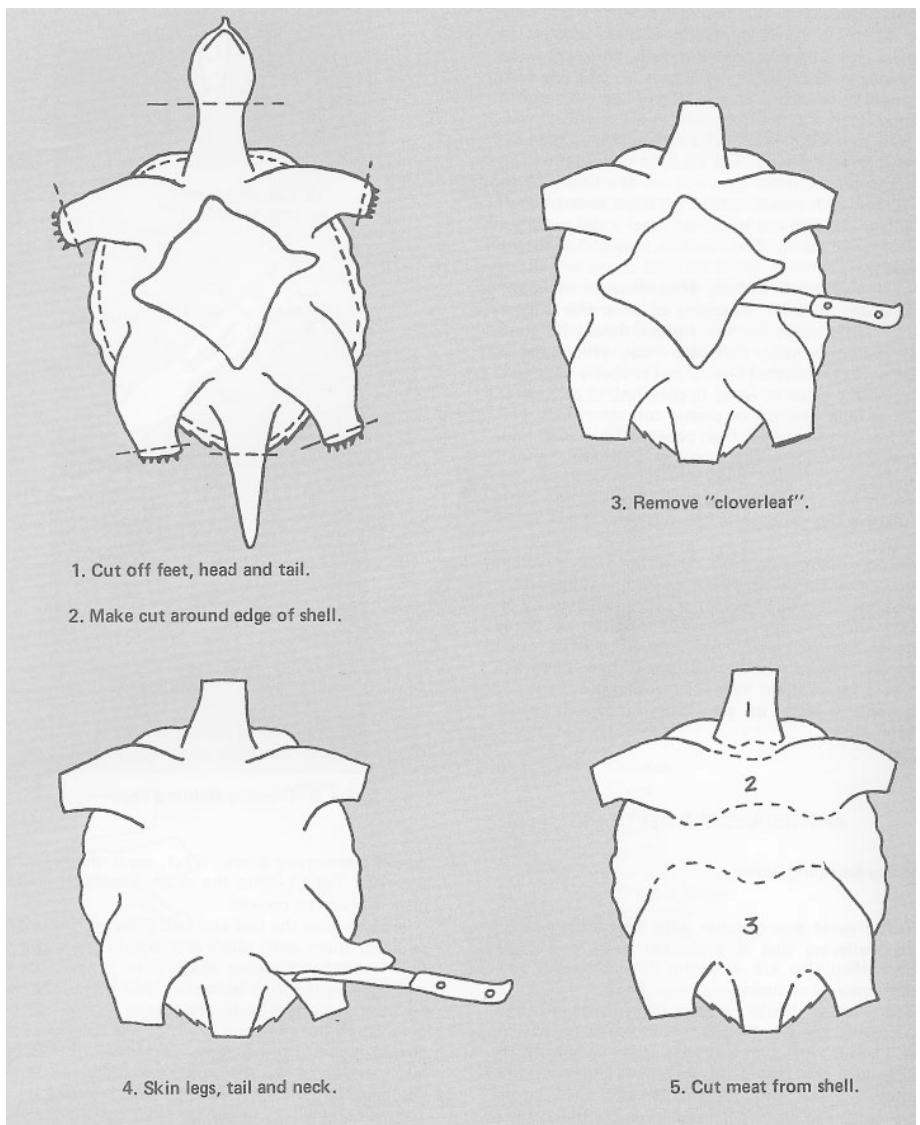 1. Cut off feet, head and tail.
2. Make cut around edge of shell.
3. Remove "cloverleaf".
4. Skin legs, tail and neck.
1
2
3
5. Cut meat from shell.